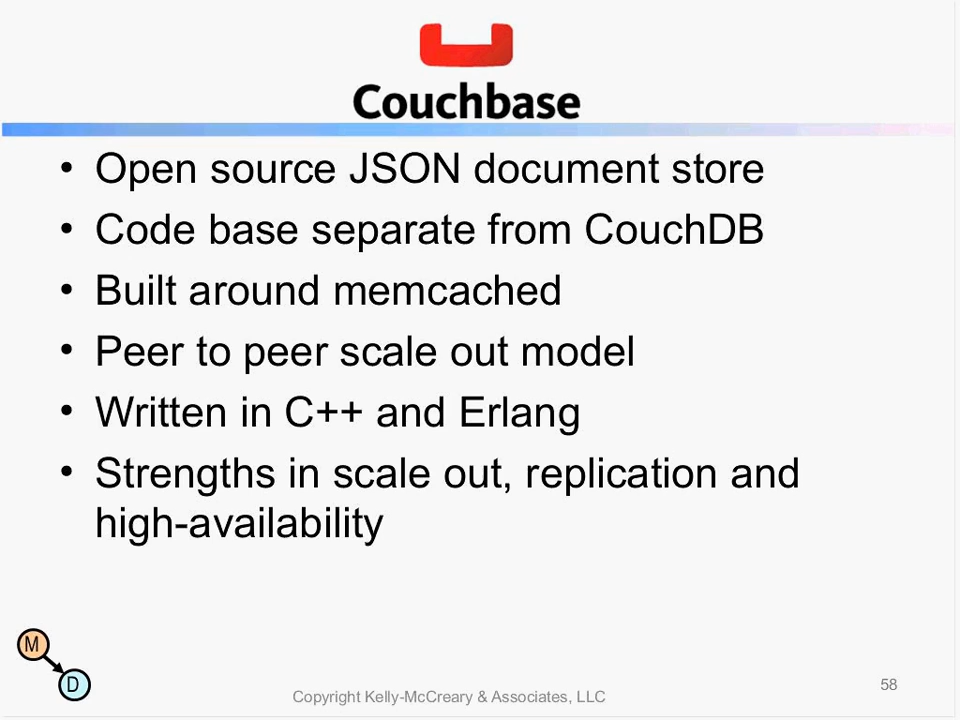 Couchbase
• Open source JSON document store
• Code base separate from CouchDB
• Built around memcached
• Peer to peer scale out model
• Written in C++ and Erlang
• Strengths in scale out, replication and
high-availability
M
D
Copyright Kelly-McCreary & Associates, LLC
58